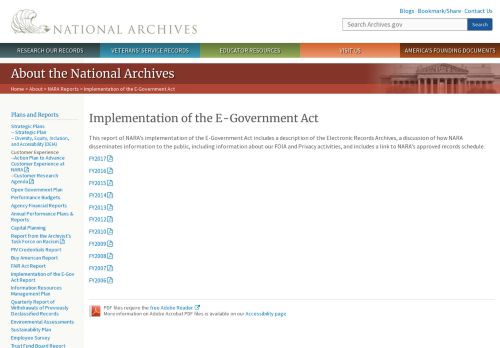 NATIONAL ARCHIVES
Blogs · Bookmark/Share · Contact Us
Search Archives.gov
Search
RESEARCH OUR RECORDS
VETERANS' SERVICE RECORDS
EDUCATOR RESOURCES
VISIT US
AMERICA'S FOUNDING DOCUMENTS
About the National Archives
Home > About > NARA Reports > Implementation of the E-Government Act
Plans and Reports
Strategic Plans
– Strategic Plan
– Diversity, Equity, Inclusion,
and Accessibility (DEIA)
Customer Experience
–Action Plan to Advance
Customer Experience at
NARA
–Customer Research
Agenda
Open Government Plan
Performance Budgets
Agency Financial Reports
Annual Performance Plans &
Reports
Capital Planning
Report from the Archivist's
Task Force on Racism
PIV Credentials Report
Buy American Report
FAIR Act Report
Implementation of the E-Gov
Act Report
Information Resources
Management Plan
Quarterly Report of
Withdrawals of Previously
Declassified Records
Environmental Assessments
Sustainability Plan
Employee Survey
Trust Fund Board Report
Implementation of the E-Government Act
This report of NARA's implementation of the E-Government Act includes a description of the Electronic Records Archives, a discussion of how NARA
disseminates information to the public, including information about our FOIA and Privacy activities, and includes a link to NARA's approved records schedule.
FY2017
FY2016
FY2015
FY2014
FY2013
FY2012
FY2010
FY2009
FY2008
FY2007
FY2006
PDF files require the free Adobe Reader.
More information on Adobe Acrobat PDF files is available on our Accessibility page.